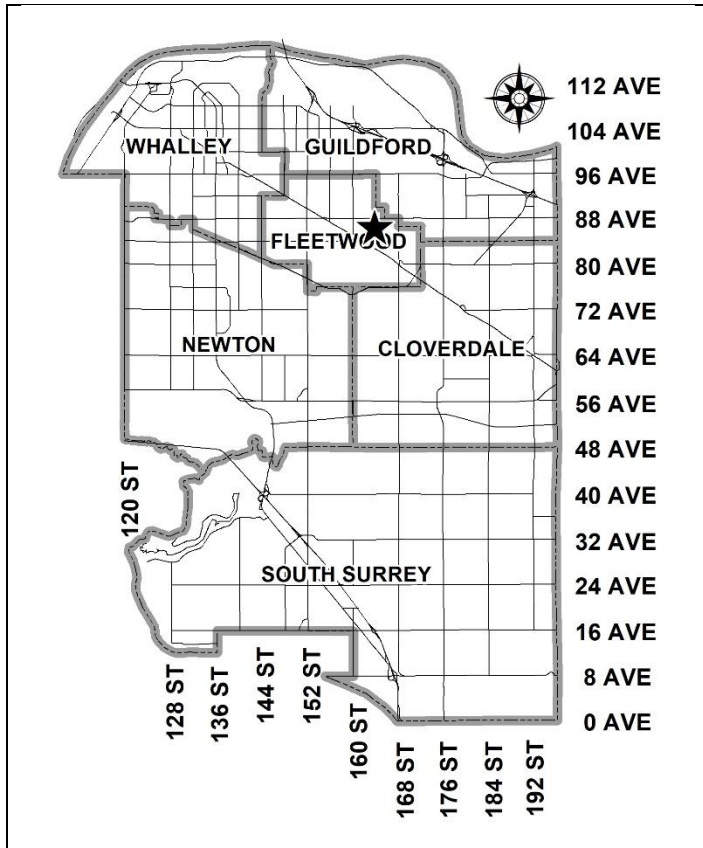 112 AVE
104 AVE
WHALLEY GUILDFORD
96 AVE
88 AVE
FLEETWOOD
80 AVE
72 AVE
NEWTON CLOVERDALE
64 AVE
56 AVE
48 AVE
120 ST
40 AVE
32 AVE
SOUTH SURREY
24 AVE
16 AVE
8 AVE
0 AVE
128 ST
136 ST
144 ST
152 ST
160 ST
168 ST
176 ST
184 ST
192 ST